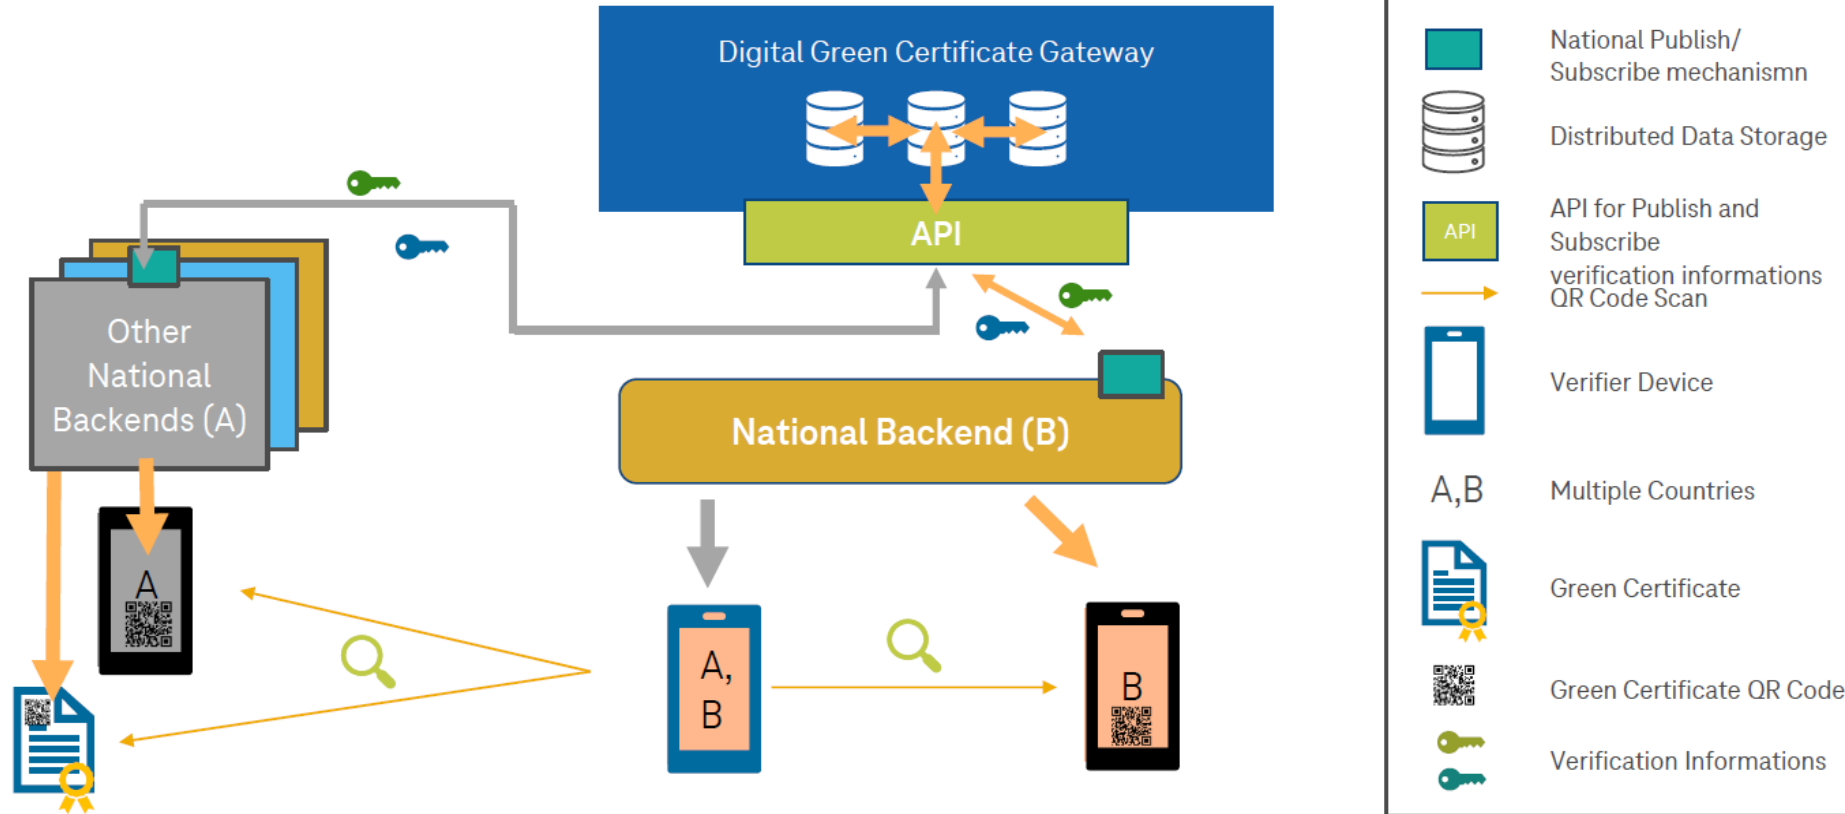 Digital Green Certificate Gateway
API
Other
National
Backends (A)
National Backend (B)
A
A,
B
B
National Publish/
Subscribe mechanismn
Distributed Data Storage
API
API for Publish and
Subscribe
verification informations
QR Code Scan
Verifier Device
A,B
Multiple Countries
Green Certificate
Green Certificate QR Code
Verification Informations